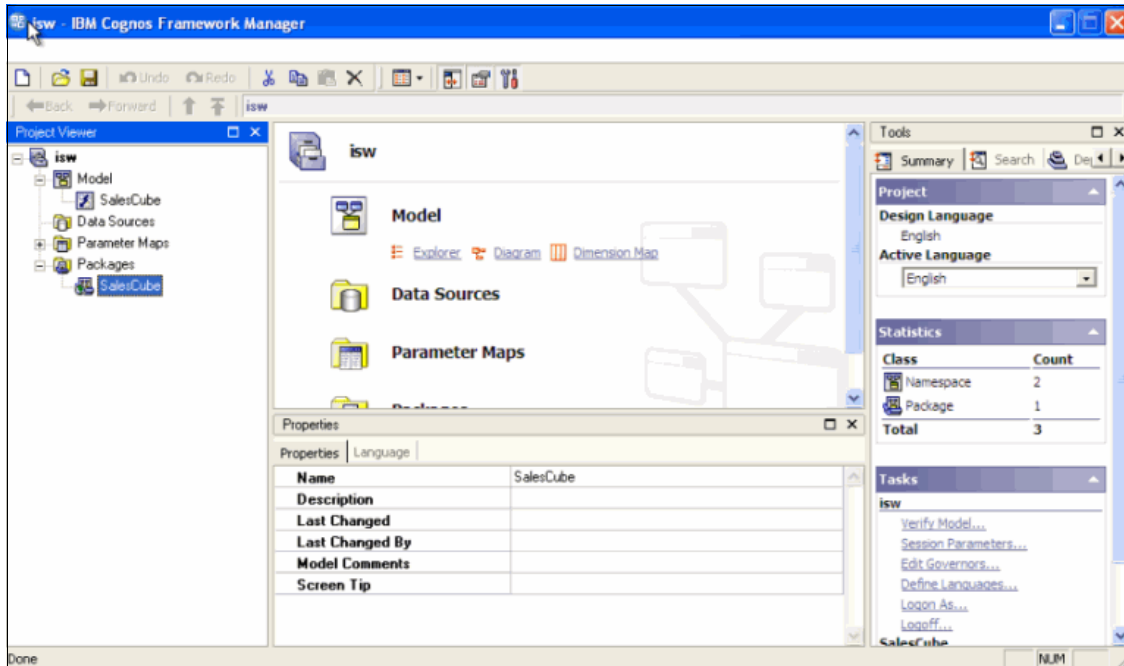 isw - IBM Cognos Framework Manager
Undo Redo
Back Forward isw
Project Viewer
isw
Model
SalesCube
Data Sources
Parameter Maps
Packages
SalesCube
isw
Model
Explorer Diagram Dimension Map
Data Sources
Parameter Maps
Packages
Properties
Properties Language
Name SalesCube
Description
Last Changed
Last Changed By
Model Comments
Screen Tip
Tools
Summary Search
Project
Design Language
English
Active Language
English
Statistics
Class Count
Namespace 2
Package 1
Total 3
Tasks
isw
Verify Model...
Session Parameters...
Edit Governors...
Define Languages...
Logon As...
Logoff...
SalesCube
Done NUM